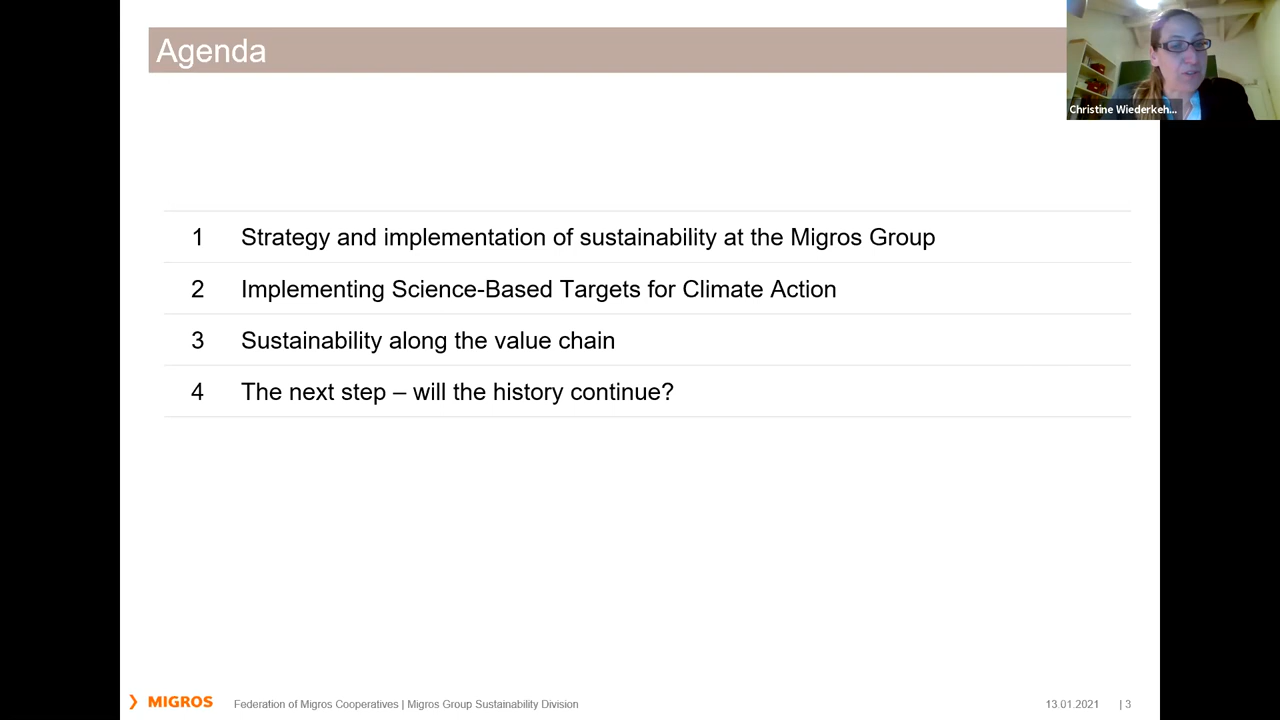 Agenda
Christine Wiederkeh...
1 Strategy and implementation of sustainability at the Migros Group
2 Implementing Science-Based Targets for Climate Action
3 Sustainability along the value chain
4 The next step – will the history continue?
MIGROS Federation of Migros Cooperatives | Migros Group Sustainability Division 13.01.2021 | 3